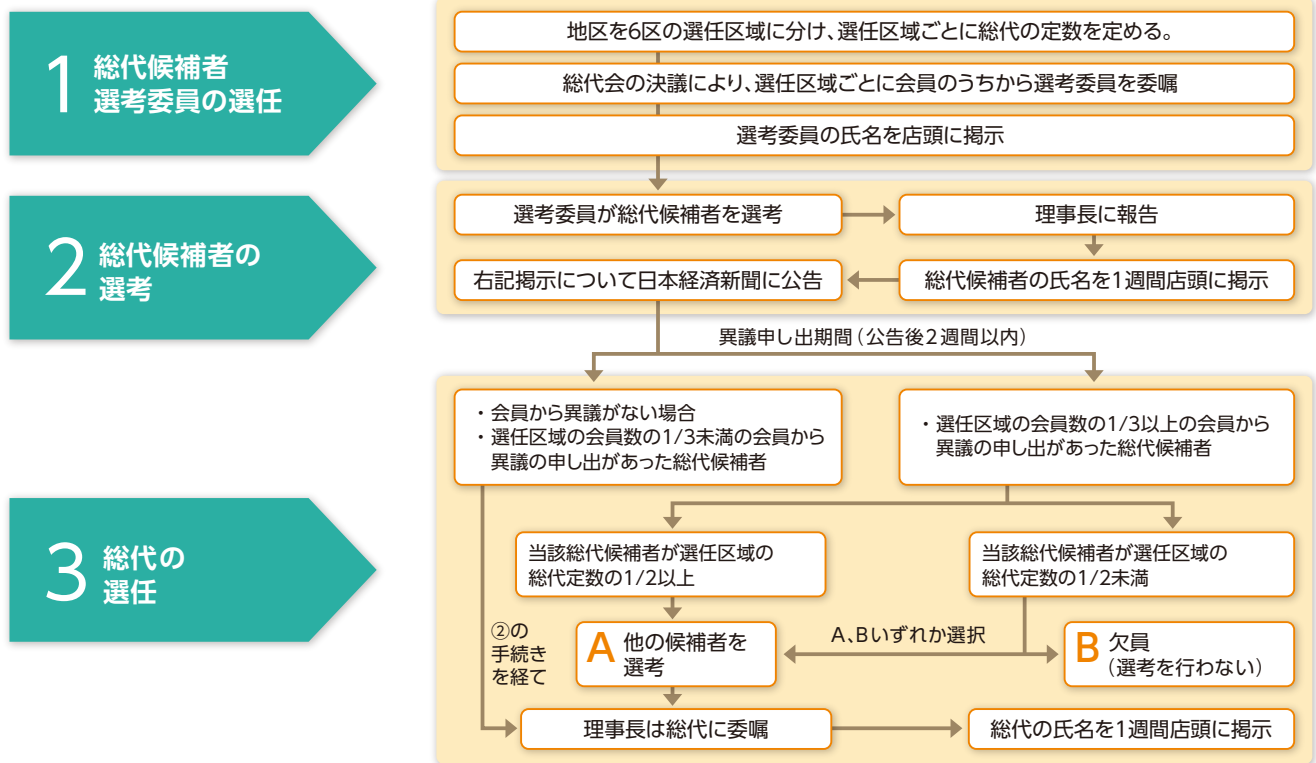 1 総代候補者
選考委員の選任
地区を6区の選任区域に分け、選任区域ごとに総代の定数を定める。
総代会の決議により、選任区域ごとに会員のうちから選考委員を委嘱
選考委員の氏名を店頭に掲示
2 総代候補者の
選考
選考委員が総代候補者を選考
理事長に報告
右記掲示について日本経済新聞に公告
総代候補者の氏名を1週間店頭に掲示
異議申し出期間（公告後2週間以内）
3 総代の
選任
・会員から異議がない場合
・選任区域の会員数の1/3未満の会員から
異議の申し出があった総代候補者
・選任区域の会員数の1/3以上の会員から
異議の申し出があった総代候補者
当該総代候補者が選任区域の
総代定数の1/2以上
当該総代候補者が選任区域の
総代定数の1/2未満
②の
手続き
を経て
A 他の候補者を
選考
A、Bいずれか選択
B 欠員
（選考を行わない）
理事長は総代に委嘱
総代の氏名を1週間店頭に掲示